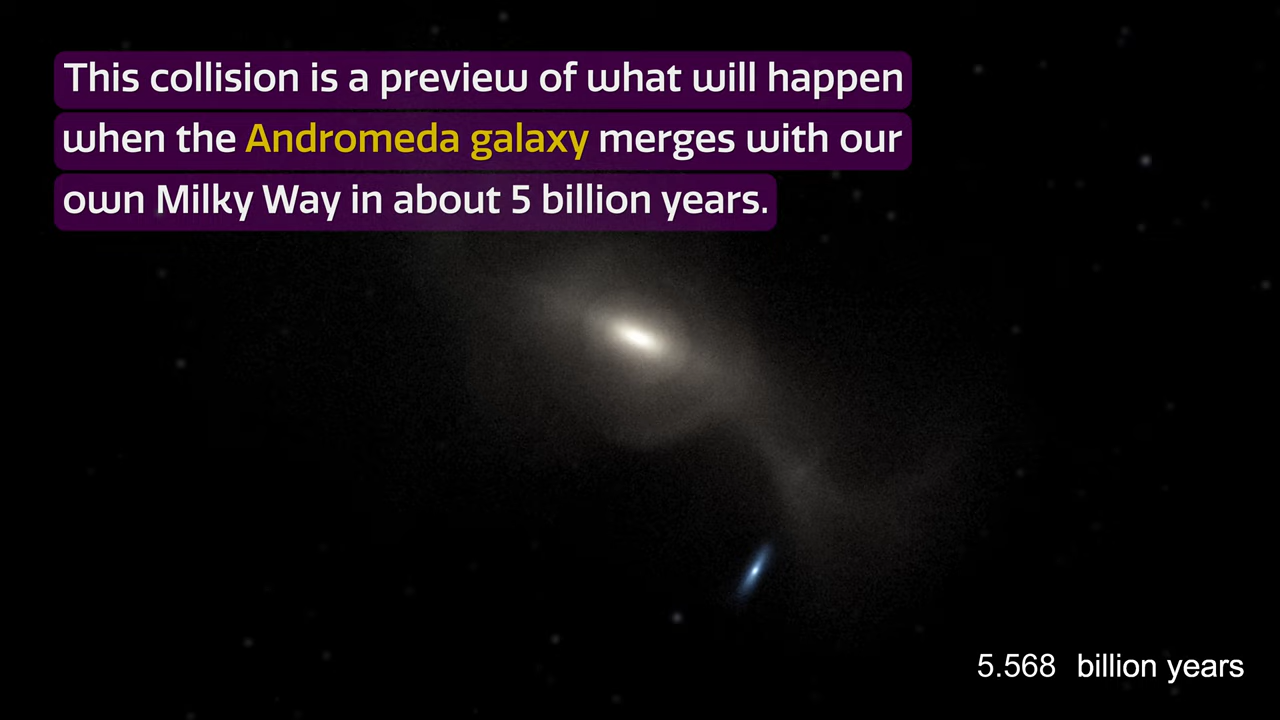 This collision is a preview of what will happen
when the Andromeda galaxy merges with our
own Milky Way in about 5 billion years.
5.568 billion years